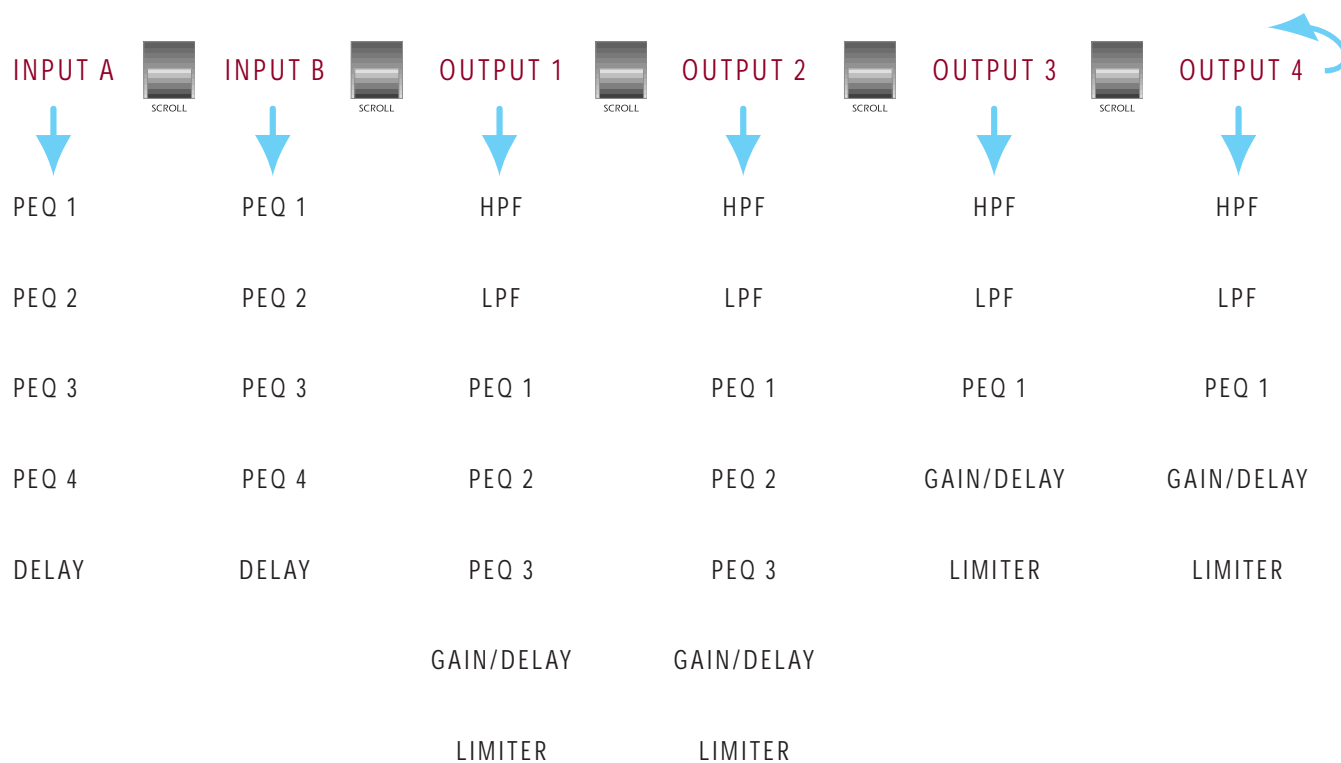 INPUT A INPUT B OUTPUT 1 OUTPUT 2 OUTPUT 3 OUTPUT 4
SCROLL SCROLL SCROLL SCROLL SCROLL
PEQ 1 PEQ 1 HPF HPF HPF HPF
PEQ 2 PEQ 2 LPF LPF LPF LPF
PEQ 3 PEQ 3 PEQ 1 PEQ 1 PEQ 1 PEQ 1
PEQ 4 PEQ 4 PEQ 2 PEQ 2 GAIN/DELAY GAIN/DELAY
DELAY DELAY PEQ 3 PEQ 3 LIMITER LIMITER
GAIN/DELAY GAIN/DELAY
LIMITER LIMITER